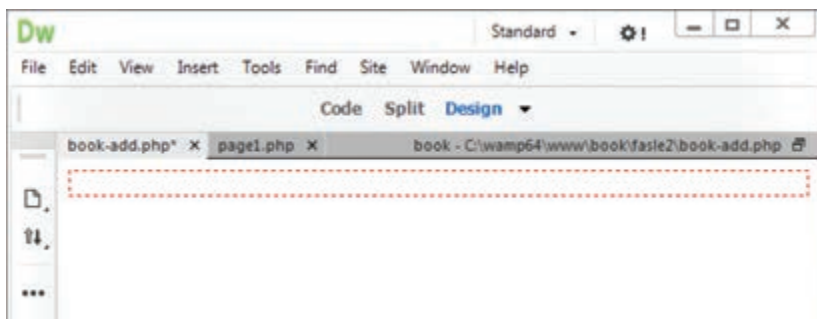 Dw Standard
File Edit View Insert Tools Find Site Window Help
Code Split Design
book-add.php* page1.php book - C:\wamp64\www\book\fasle2\book-add.php